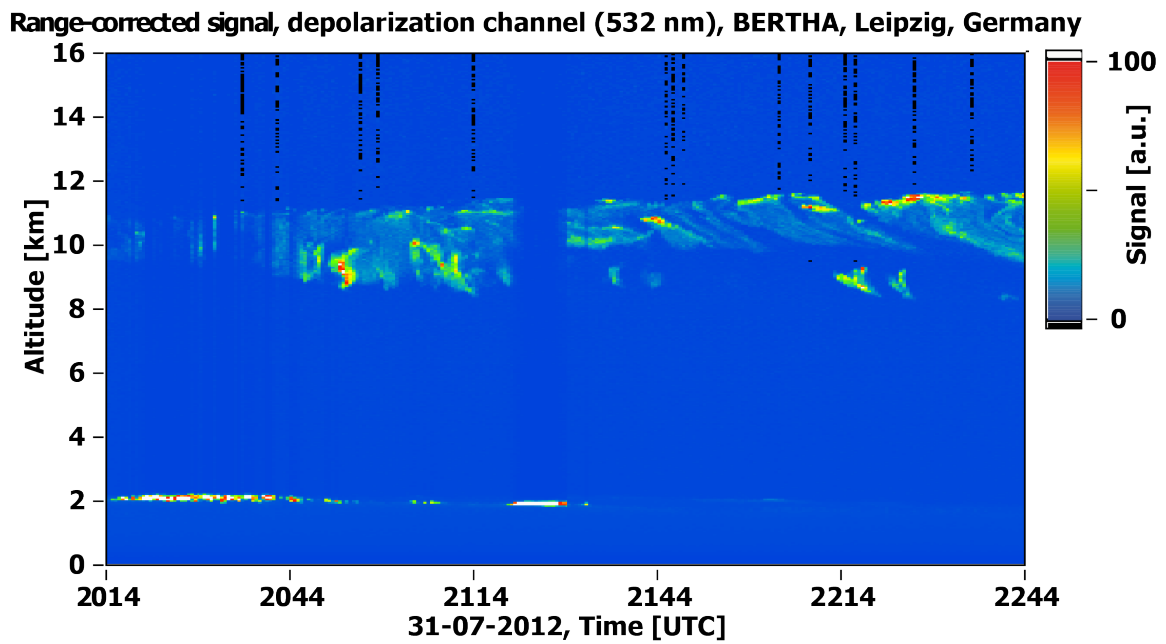 Range-corrected signal, depolarization channel (532 nm), BERTHA, Leipzig, Germany
16
14
12
10
8
6
4
2
0
Altitude [km]
2014 2044 2114 2144 2214 2244
31-07-2012, Time [UTC]
100
0
Signal [a.u.]